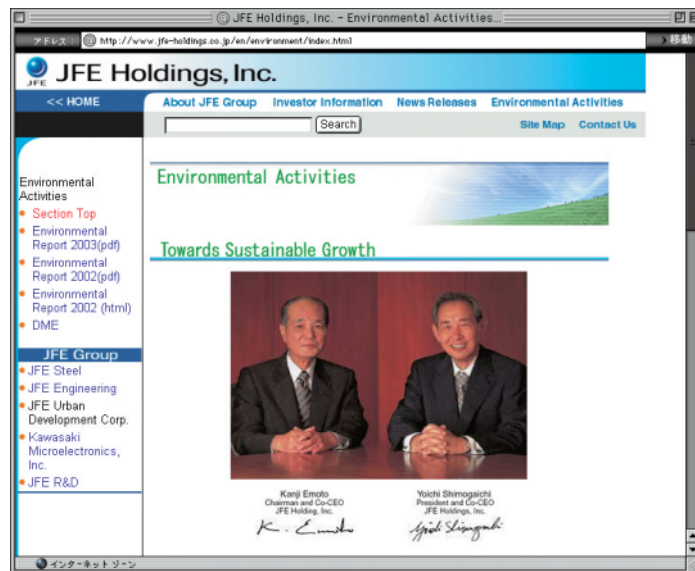 JFE Holdings, Inc. - Environmental Activities...
アドレス: http://www.jfe-holdings.co.jp/en/environment/index.html
移動
JFE
JFE Holdings, Inc.
<< HOME
About JFE Group Investor Information News Releases Environmental Activities
Search
Site Map Contact Us
Environmental
Activities
Section Top
Environmental
Report 2003(pdf)
Environmental
Report 2002(pdf)
Environmental
Report 2002 (html)
DME
JFE Group
JFE Steel
JFE Engineering
JFE Urban
Development Corp.
Kawasaki
Microelectronics,
Inc.
JFE R&D
Environmental Activities
Towards Sustainable Growth
Kanji Emoto
Chairman and Co-CEO
JFE Holding, Inc.
K. Emoto
Yoichi Shimogaichi
President and Co-CEO
JFE Holdings, Inc.
インターネット ゾーン